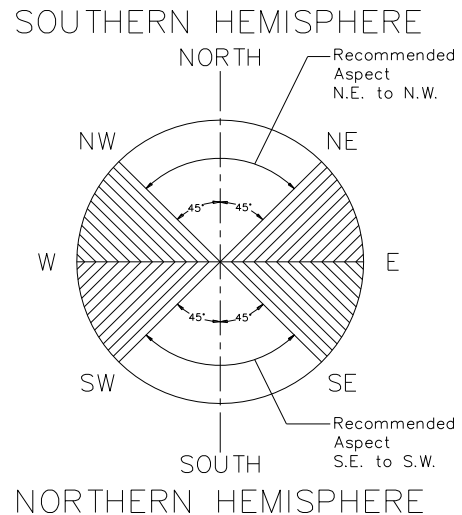 SOUTHERN HEMISPHERE
NORTH
Recommended
Aspect
N.E. to N.W.
NW
NE
45°
45°
W
E
45°
45°
SW
SE
Recommended
Aspect
S.E. to S.W.
SOUTH
NORTHERN HEMISPHERE